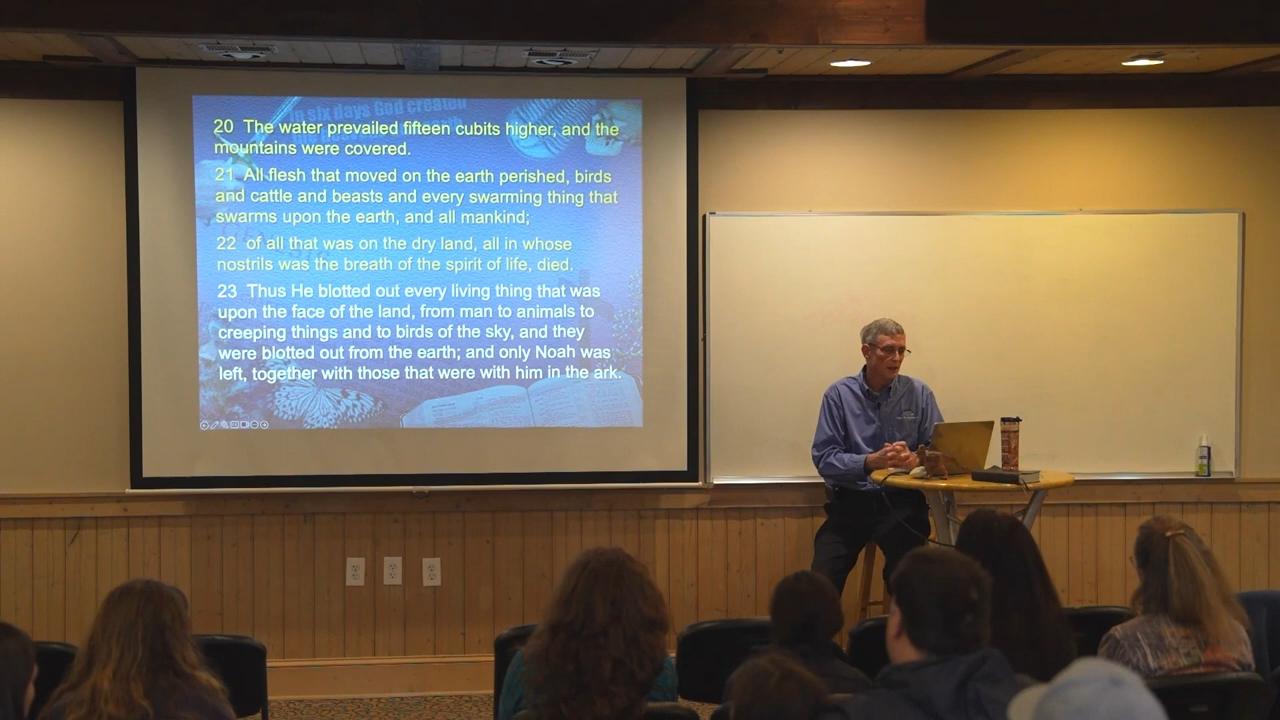 In six days God created
20 The water prevailed fifteen cubits higher, and the
mountains were covered.
21 All flesh that moved on the earth perished, birds
and cattle and beasts and every swarming thing that
swarms upon the earth, and all mankind;
22 of all that was on the dry land, all in whose
nostrils was the breath of the spirit of life, died.
23 Thus He blotted out every living thing that was
upon the face of the land, from man to animals to
creeping things and to birds of the sky, and they
were blotted out from the earth; and only Noah was
left, together with those that were with him in the ark.